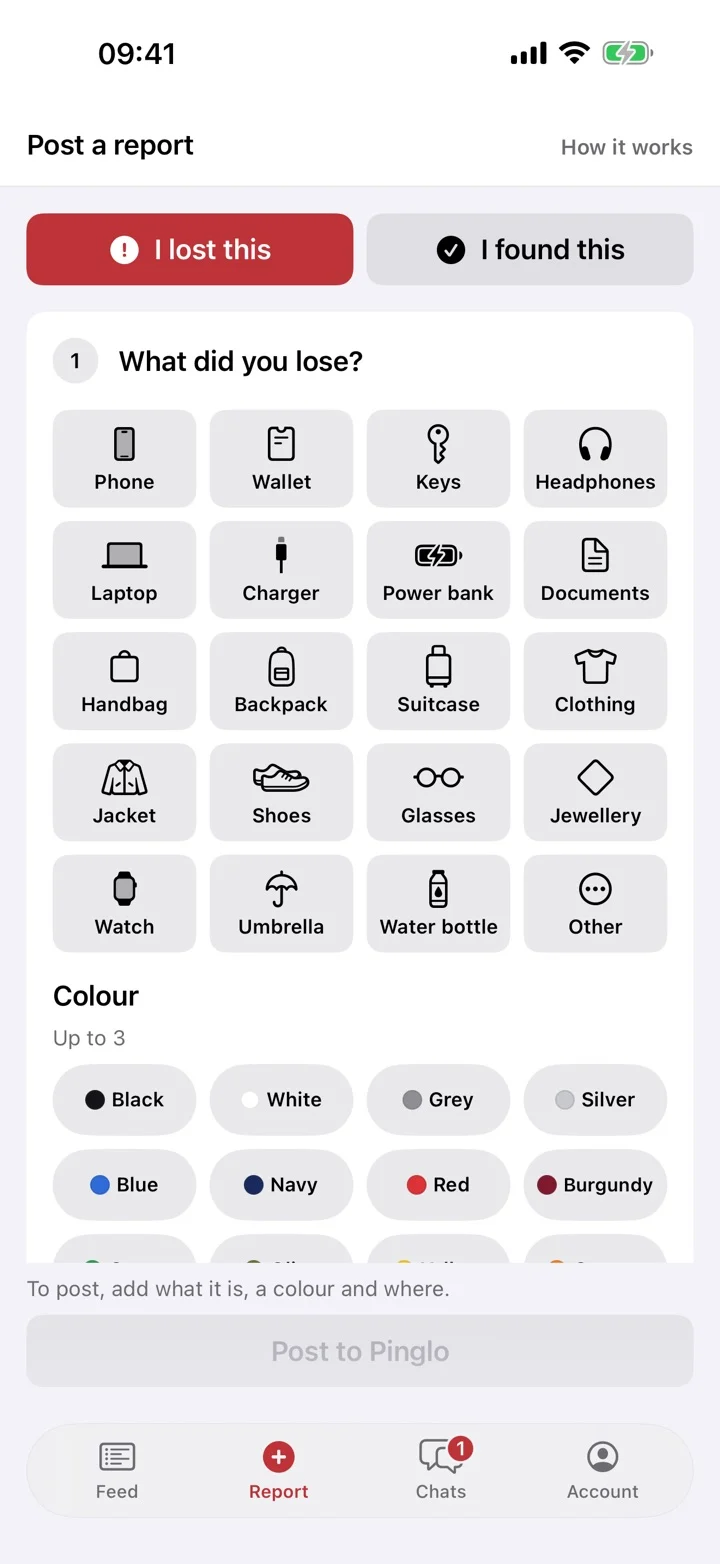 09:41
Post a report
How it works
I lost this
I found this
1 What did you lose?
Phone
Wallet
Keys
Headphones
Laptop
Charger
Power bank
Documents
Handbag
Backpack
Suitcase
Clothing
Jacket
Shoes
Glasses
Jewellery
Watch
Umbrella
Water bottle
Other
Colour
Up to 3
Black
White
Grey
Silver
Blue
Navy
Red
Burgundy
To post, add what it is, a colour and where.
Post to Pinglo
1
Feed
Report
Chats
Account